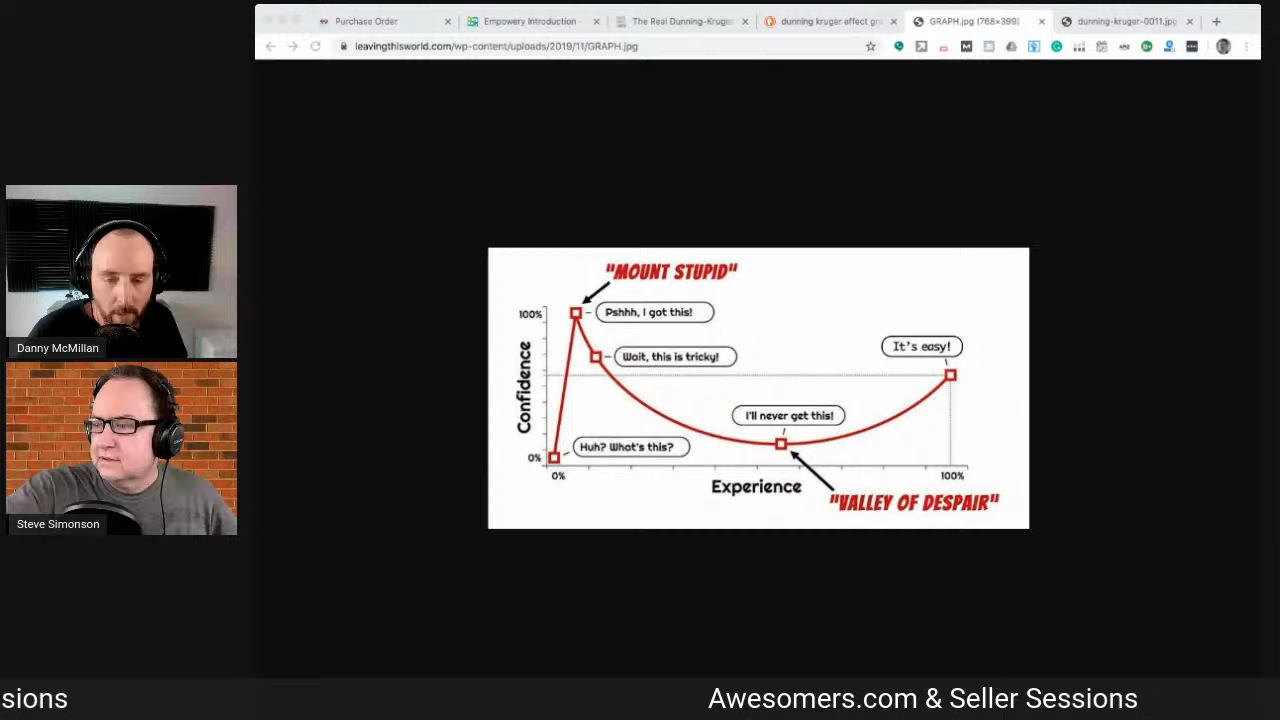 Purchase Order
Empowery Introduction -
The Real Dunning-Kruger
dunning kruger effect gra
GRAPH.jpg (768×399)
dunning-kruger-0011.jpg
leavingthisworld.com/wp-content/uploads/2019/11/GRAPH.jpg
"MOUNT STUPID"
100%
Pshhh, I got this!
It's easy!
Wait, this is tricky!
Confidence
I'll never get this!
Huh? What's this?
0%
0%
100%
Experience
"VALLEY OF DESPAIR"
Danny McMillan
Steve Simonson
sions
Awesomers.com & Seller Sessions